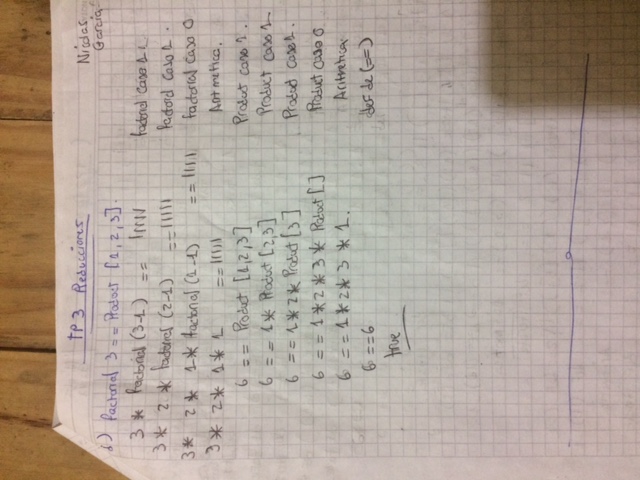 TP 3 Reducciones
Nicolas
Garcia
6) factorial 3 == Product [1,2,3].
3 * factorial (3-1) == ''''' factorial caso 1.
3 * 2 * factorial (2-1) == ''''' factorial caso 1.
3 * 2 * 1 * factorial (1-1) == '''' factorial caso 0
3 * 2 * 1 * 1 == ''''' Aritmetica.
6 == Product [1,2,3] Product caso 1.
6 == 1 * Product [2,3] Product caso 1
6 == 1 * 2 * Product [3] Product caso 1.
6 == 1 * 2 * 3 * Product [] Product caso 0
6 == 1 * 2 * 3 * 1. Aritmetica
6 == 6 def de (==)
true